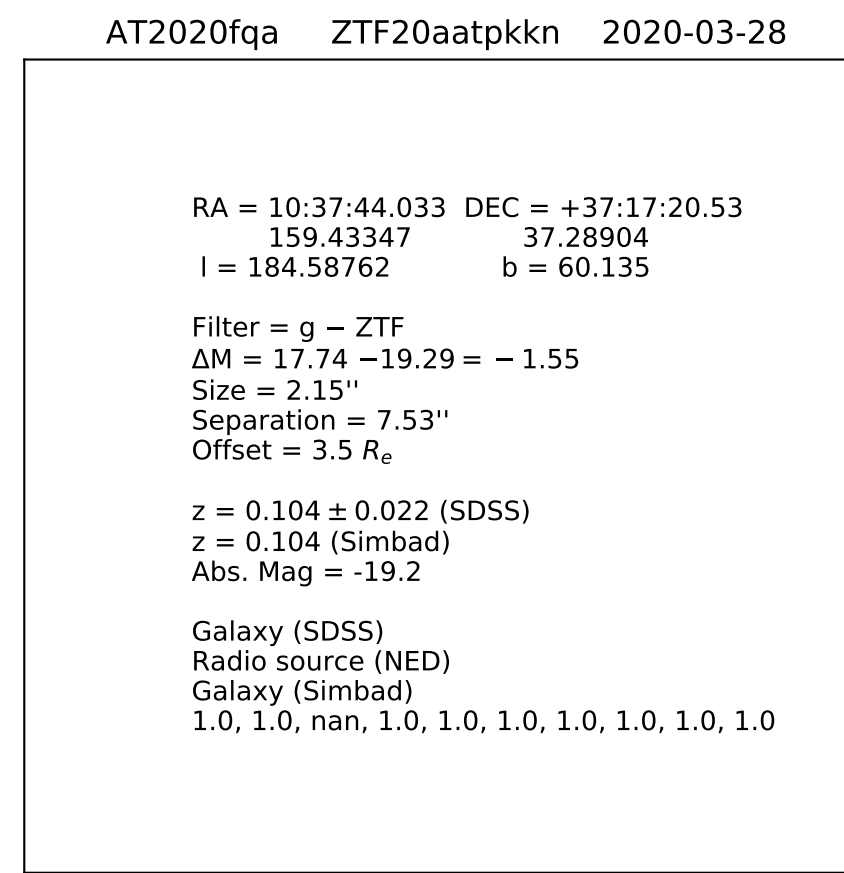 AT2020fqa ZTF20aatpkkn 2020-03-28
RA = 10:37:44.033 DEC = +37:17:20.53
159.43347 37.28904
l = 184.58762 b = 60.135
Filter = g − ZTF
ΔM = 17.74 −19.29 = − 1.55
Size = 2.15''
Separation = 7.53''
Offset = 3.5 Rₑ
z = 0.104 ± 0.022 (SDSS)
z = 0.104 (Simbad)
Abs. Mag = -19.2
Galaxy (SDSS)
Radio source (NED)
Galaxy (Simbad)
1.0, 1.0, nan, 1.0, 1.0, 1.0, 1.0, 1.0, 1.0, 1.0